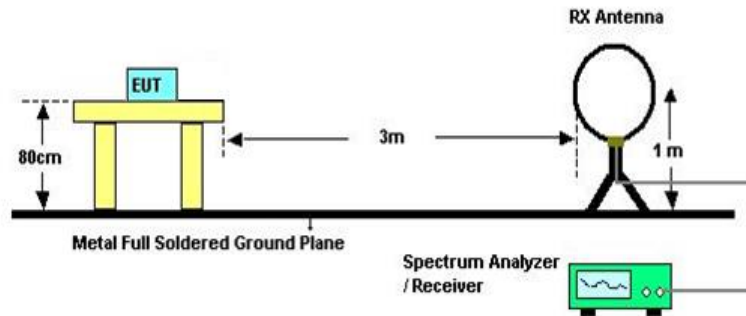 RX Antenna
EUT
3m
80cm
1 m
Metal Full Soldered Ground Plane
Spectrum Analyzer
/ Receiver